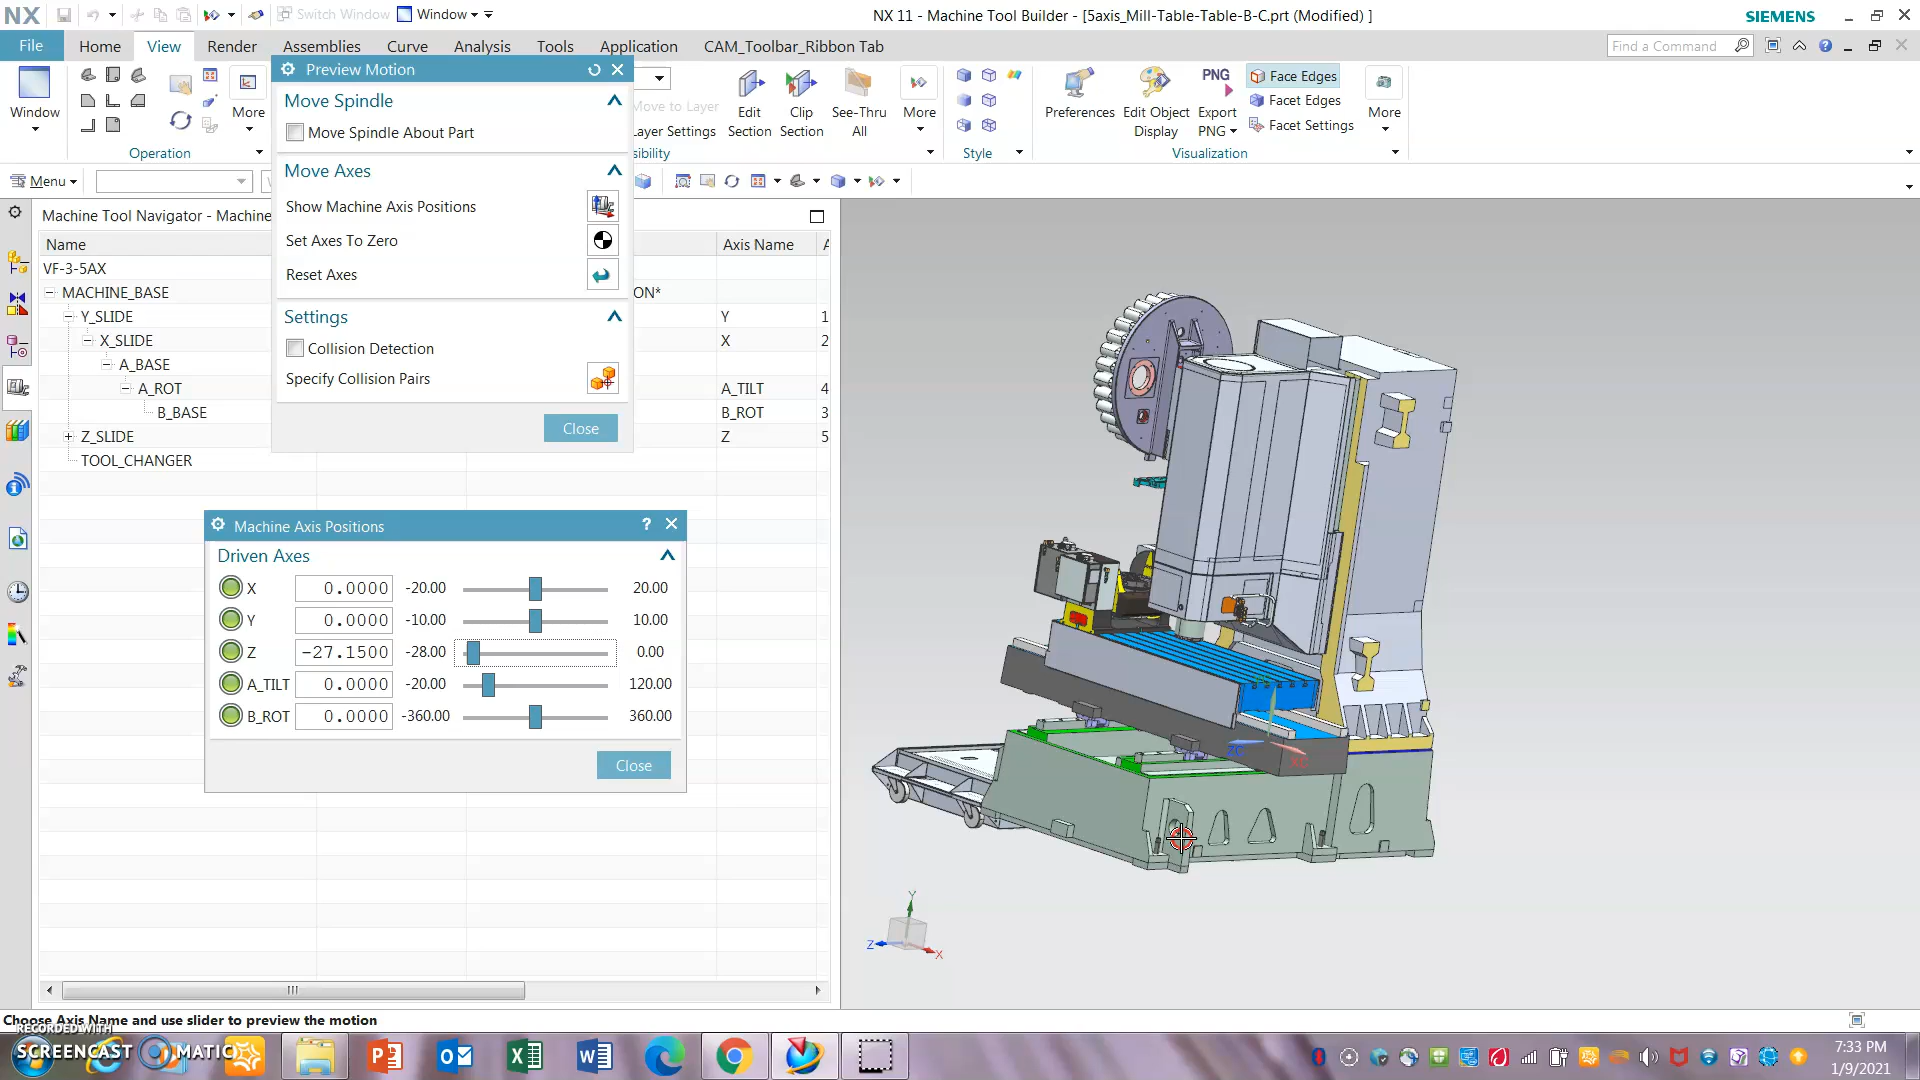 NX
Switch Window
Window
NX 11 - Machine Tool Builder - [5axis_Mill-Table-Table-B-C.prt (Modified) ]
SIEMENS
File
Home
View
Render
Assemblies
Curve
Analysis
Tools
Application
CAM_Toolbar_Ribbon Tab
Find a Command
Window
Operation
More
Preview Motion
Move Spindle
Move Spindle About Part
Move Axes
Show Machine Axis Positions
Set Axes To Zero
Reset Axes
Settings
Collision Detection
Specify Collision Pairs
Close
Move to Layer
ayer Settings
sibility
Edit
Section
Clip
Section
See-Thru
All
More
Style
Preferences
Edit Object
Display
PNG
Export
PNG
Face Edges
Facet Edges
Facet Settings
More
Visualization
Menu
Machine Tool Navigator - Machine
Name
Axis Name
VF-3-5AX
MACHINE_BASE
ON*
Y_SLIDE
Y
1
X_SLIDE
X
2
A_BASE
A_ROT
A_TILT
4
B_BASE
B_ROT
3
Z_SLIDE
Z
5
TOOL_CHANGER
Machine Axis Positions
Driven Axes
X 0.0000 -20.00 20.00
Y 0.0000 -10.00 10.00
Z -27.1500 -28.00 0.00
A_TILT 0.0000 -20.00 120.00
B_ROT 0.0000 -360.00 360.00
Close
ZC
XC
Y
Z
X
Choose Axis Name and use slider to preview the motion
RECORDED WITH
SCREENCAST MATIC
7:33 PM
1/9/2021